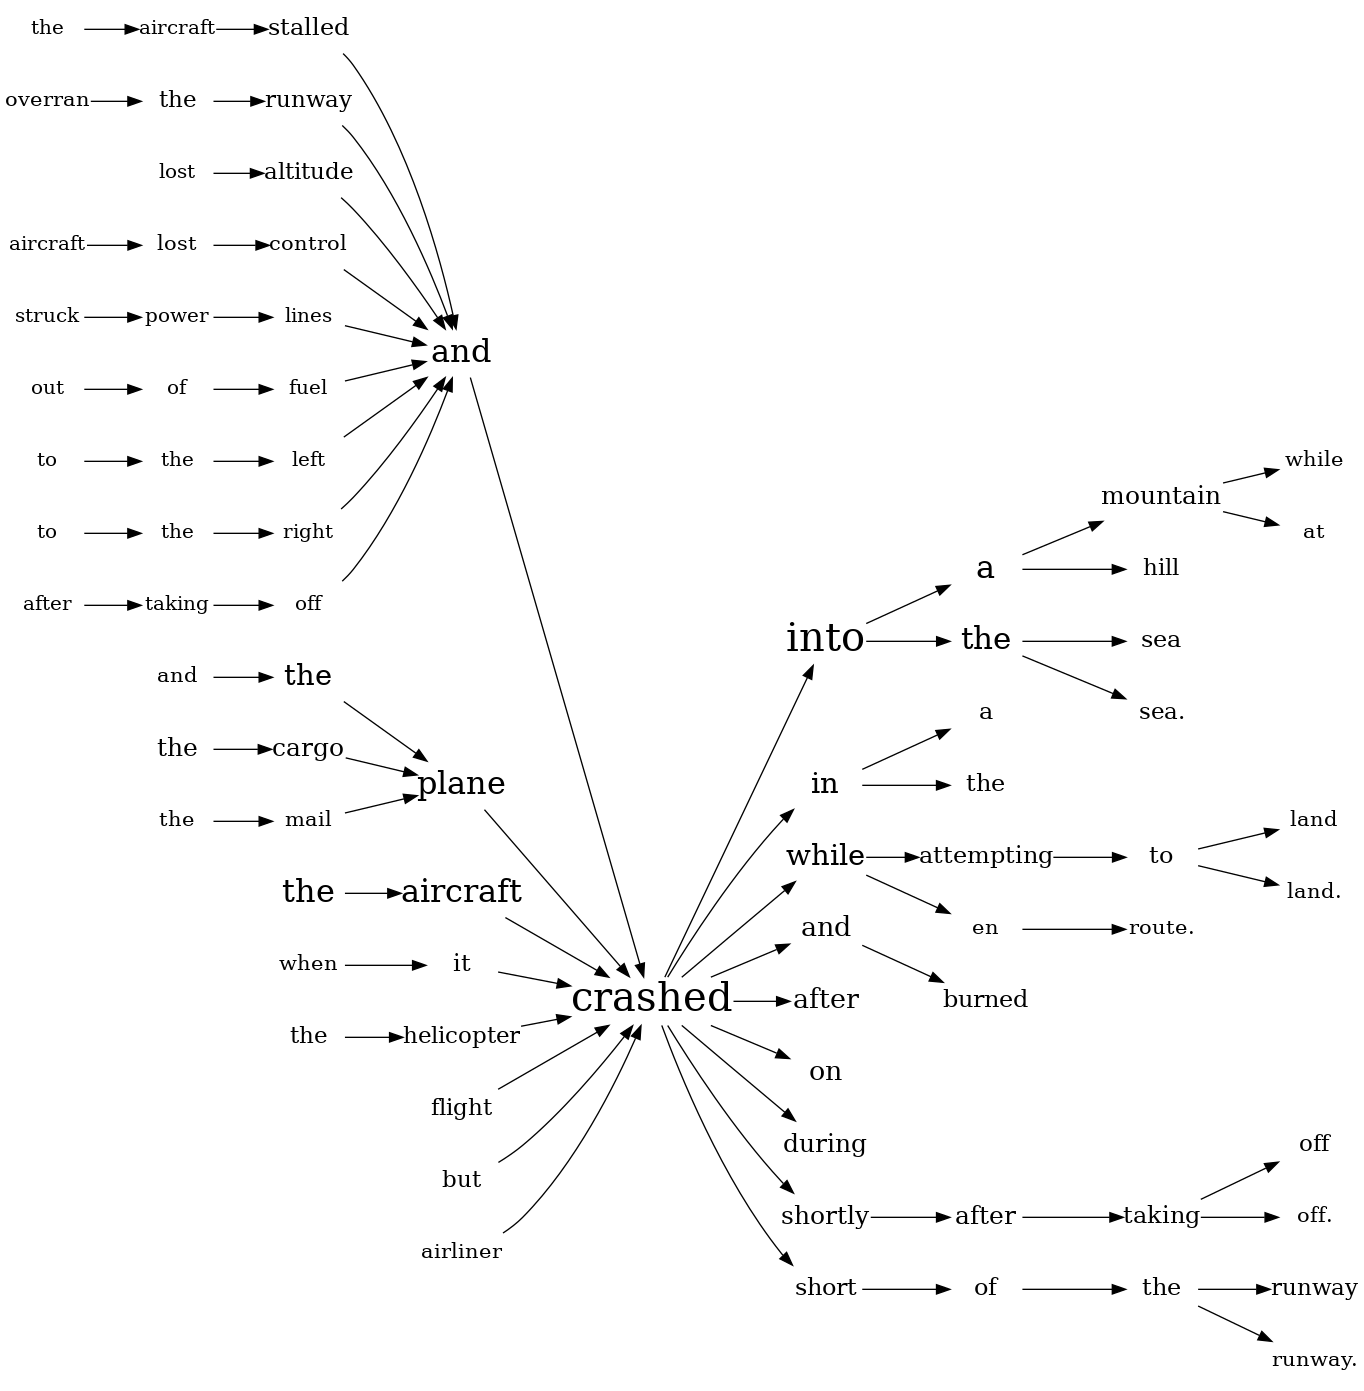 the aircraft stalled
overran the runway
lost altitude
aircraft lost control
struck power lines
and
out of fuel
to the left
while
mountain
to the right
at
a
hill
after taking off
into
the
sea
and the
sea.
a
the cargo
plane
in
the
the mail
land
while
attempting
to
the aircraft
land.
and
en
route.
when it
crashed
after
burned
the helicopter
on
flight
during
off
but
shortly
after
taking
off.
airliner
short
of
the
runway
runway.